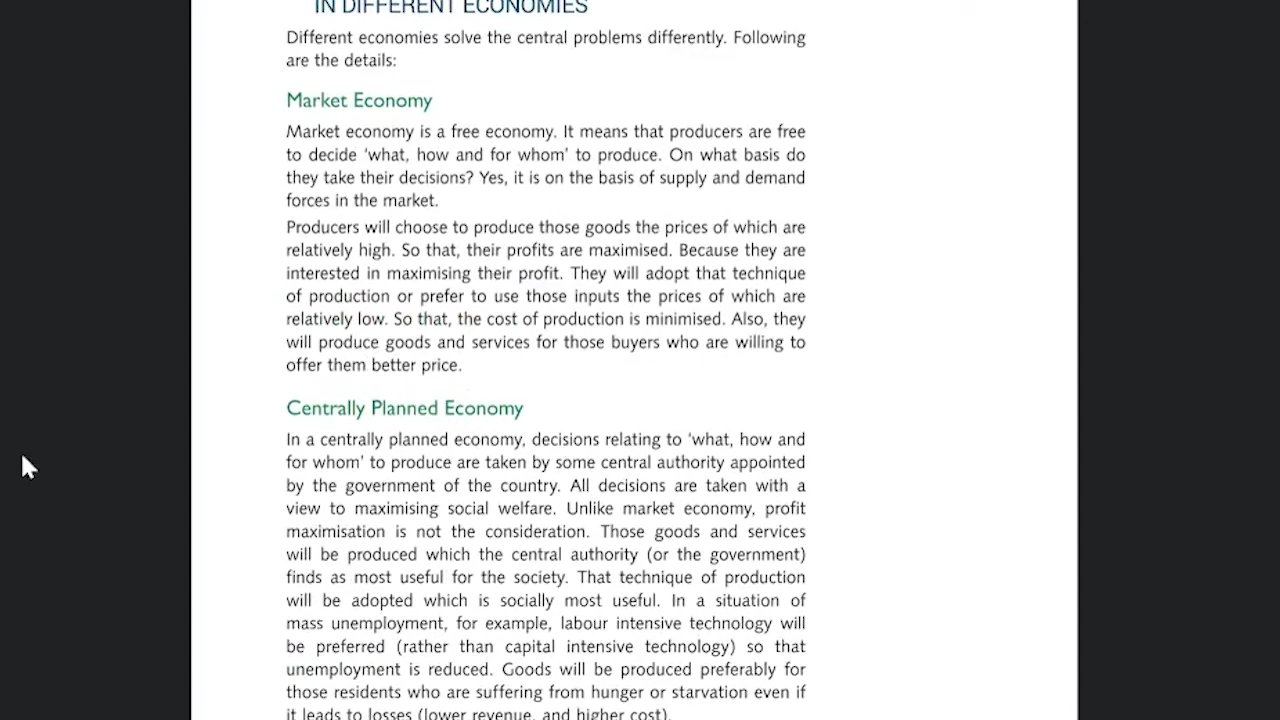 IN DIFFERENT ECONOMIES
Different economies solve the central problems differently. Following
are the details:
Market Economy
Market economy is a free economy. It means that producers are free
to decide 'what, how and for whom' to produce. On what basis do
they take their decisions? Yes, it is on the basis of supply and demand
forces in the market.
Producers will choose to produce those goods the prices of which are
relatively high. So that, their profits are maximised. Because they are
interested in maximising their profit. They will adopt that technique
of production or prefer to use those inputs the prices of which are
relatively low. So that, the cost of production is minimised. Also, they
will produce goods and services for those buyers who are willing to
offer them better price.
Centrally Planned Economy
In a centrally planned economy, decisions relating to 'what, how and
for whom' to produce are taken by some central authority appointed
by the government of the country. All decisions are taken with a
view to maximising social welfare. Unlike market economy, profit
maximisation is not the consideration. Those goods and services
will be produced which the central authority (or the government)
finds as most useful for the society. That technique of production
will be adopted which is socially most useful. In a situation of
mass unemployment, for example, labour intensive technology will
be preferred (rather than capital intensive technology) so that
unemployment is reduced. Goods will be produced preferably for
those residents who are suffering from hunger or starvation even if
it leads to losses (lower revenue, and higher cost).